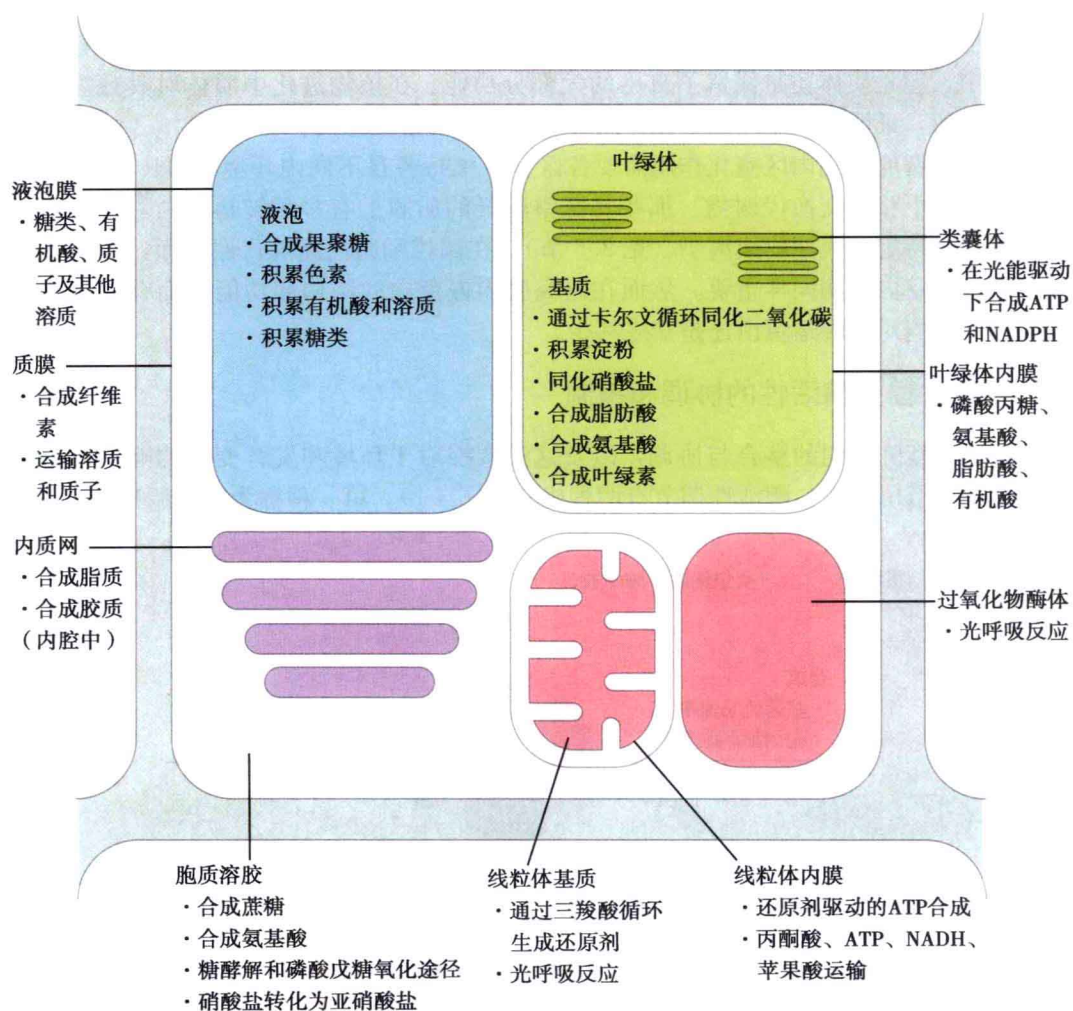 液泡膜
·糖类、有
机酸、质
子及其他
溶质
质膜
·合成纤维
素
·运输溶质
和质子
内质网
·合成脂质
·合成胶质
（内腔中）
液泡
·合成果聚糖
·积累色素
·积累有机酸和溶质
·积累糖类
叶绿体
基质
·通过卡尔文循环同化二氧化碳
·积累淀粉
·同化硝酸盐
·合成脂肪酸
·合成氨基酸
·合成叶绿素
类囊体
·在光能驱动
下合成ATP
和NADPH
叶绿体内膜
·磷酸丙糖、
氨基酸、
脂肪酸、
有机酸
过氧化物酶体
·光呼吸反应
胞质溶胶
·合成蔗糖
·合成氨基酸
·糖酵解和磷酸戊糖氧化途径
·硝酸盐转化为亚硝酸盐
线粒体基质
·通过三羧酸循环
生成还原剂
·光呼吸反应
线粒体内膜
·还原剂驱动的ATP合成
·丙酮酸、ATP、NADH、
苹果酸运输